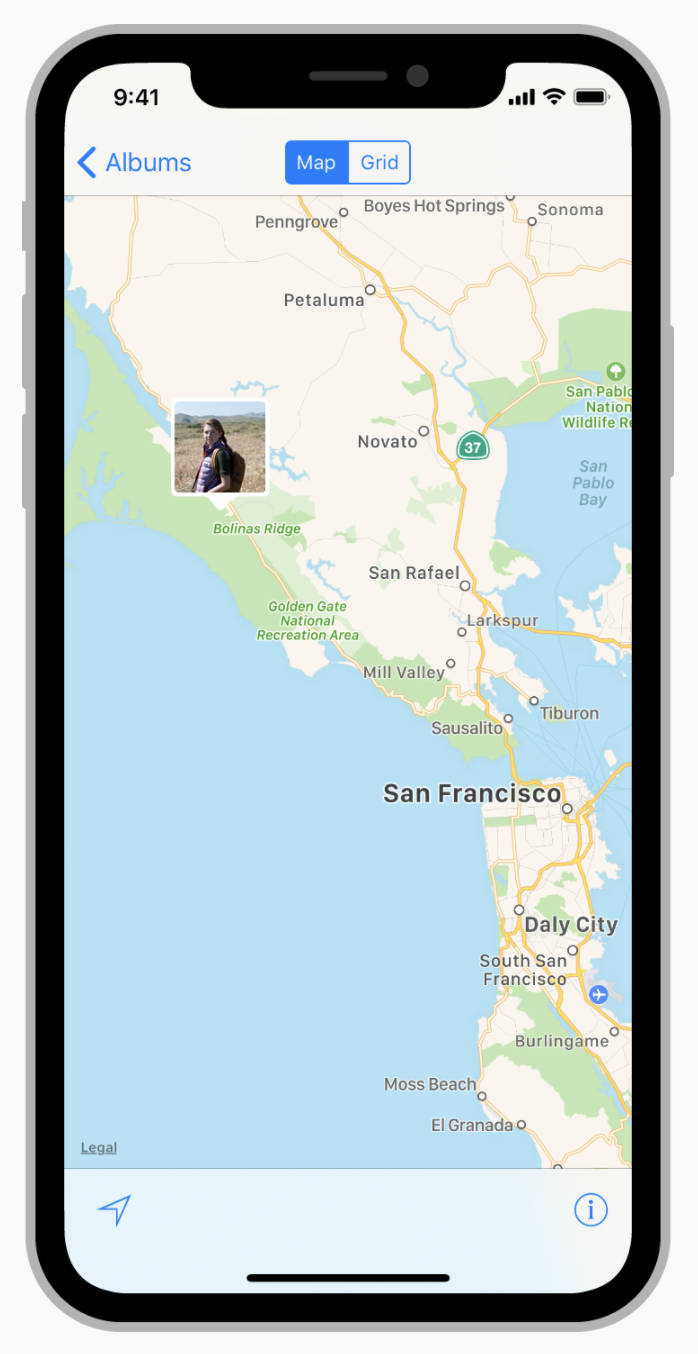 9:41
Albums
Map
Grid
Boyes Hot Springs
Sonoma
Penngrove
Petaluma
San Pablo
Nation
Wildlife Re
Novato
37
San
Pablo
Bay
Bolinas Ridge
San Rafael
Golden Gate
National
Recreation Area
Larkspur
Mill Valley
Tiburon
Sausalito
San Francisco
Daly City
South San
Francisco
Burlingame
Moss Beach
El Granada
Legal